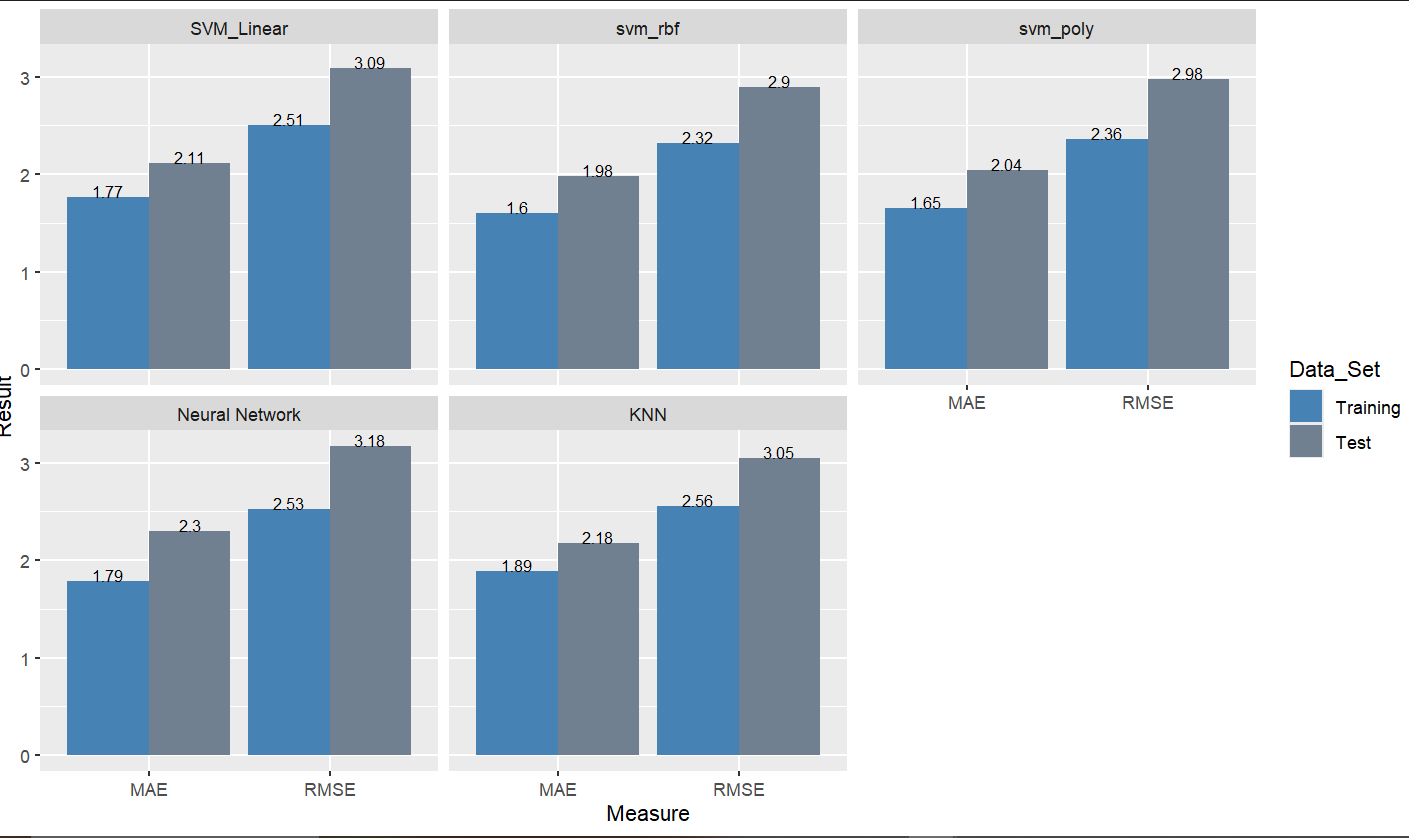 SVM_Linear
svm_rbf
svm_poly
3
2
1
0
1.77
2.11
2.51
3.09
1.6
1.98
2.32
2.9
1.65
2.04
2.36
2.98
MAE
RMSE
Result
Neural Network
KNN
3
2
1
0
1.79
2.3
2.53
3.18
1.89
2.18
2.56
3.05
MAE
RMSE
MAE
RMSE
Measure
Data_Set
Training
Test